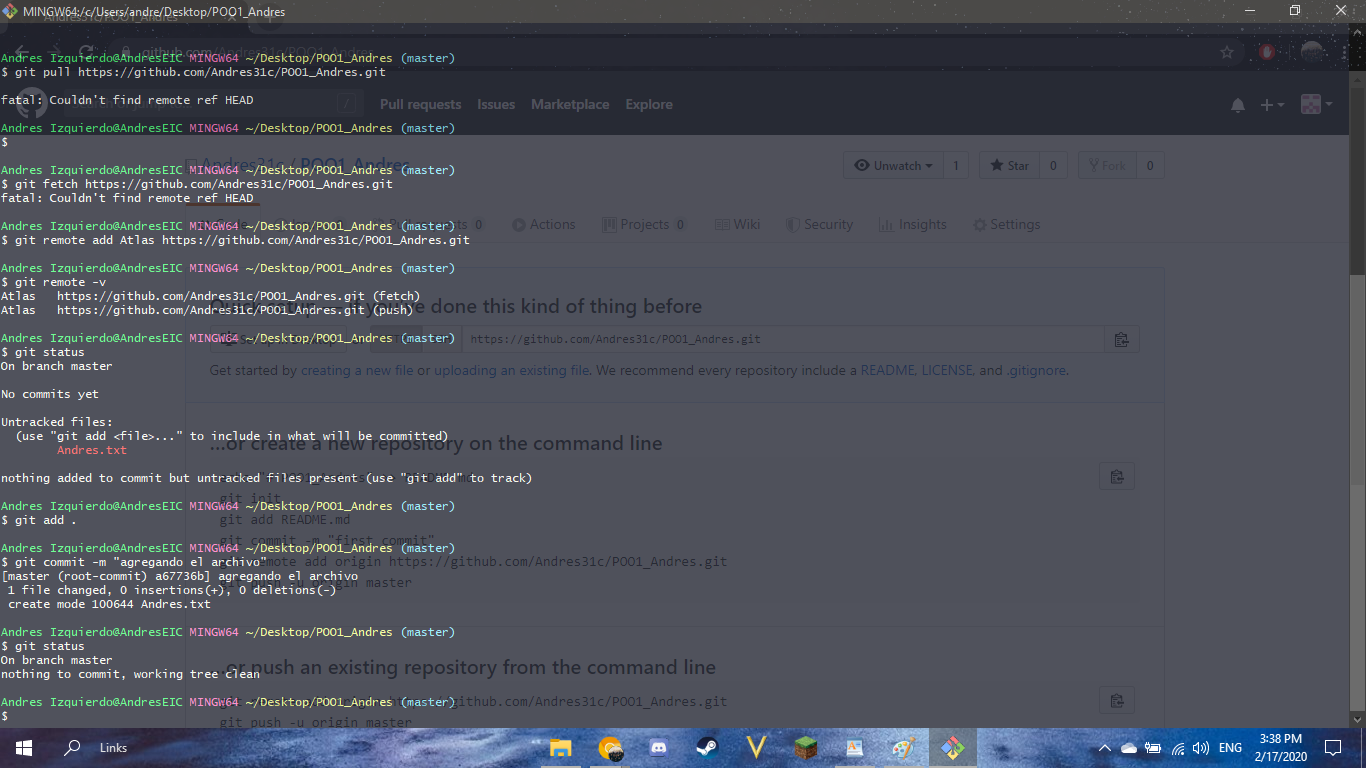 MINGW64:/c/Users/andre/Desktop/POO1_Andres
Andres Izquierdo@AndresEIC MINGW64 ~/Desktop/POO1_Andres (master)
$ git pull https://github.com/Andres31c/POO1_Andres.git
fatal: Couldn't find remote ref HEAD
Pull requests Issues Marketplace Explore
Andres Izquierdo@AndresEIC MINGW64 ~/Desktop/POO1_Andres (master)
$
Andres31c / POO1_Andres
Unwatch 1 Star 0 Fork 0
Andres Izquierdo@AndresEIC MINGW64 ~/Desktop/POO1_Andres (master)
$ git fetch https://github.com/Andres31c/POO1_Andres.git
fatal: Couldn't find remote ref HEAD
Pull requests 0 Actions Projects 0 Wiki Security Insights Settings
Andres Izquierdo@AndresEIC MINGW64 ~/Desktop/POO1_Andres (master)
$ git remote add Atlas https://github.com/Andres31c/POO1_Andres.git
Andres Izquierdo@AndresEIC MINGW64 ~/Desktop/POO1_Andres (master)
$ git remote -v
Atlas https://github.com/Andres31c/POO1_Andres.git (fetch)
Atlas https://github.com/Andres31c/POO1_Andres.git (push)
Quick setup — if you've done this kind of thing before
Andres Izquierdo@AndresEIC MINGW64 ~/Desktop/POO1_Andres (master)
https://github.com/Andres31c/POO1_Andres.git
$ git status
On branch master
Get started by creating a new file or uploading an existing file. We recommend every repository include a README, LICENSE, and .gitignore.
No commits yet
Untracked files:
(use "git add <file>..." to include in what will be committed)
Andres.txt
…or create a new repository on the command line
nothing added to commit but untracked files present (use "git add" to track)
git init
Andres Izquierdo@AndresEIC MINGW64 ~/Desktop/POO1_Andres (master)
$ git add .
git add README.md
git commit -m "first commit"
Andres Izquierdo@AndresEIC MINGW64 ~/Desktop/POO1_Andres (master)
$ git commit -m "agregando el archivo"
git remote add origin https://github.com/Andres31c/POO1_Andres.git
[master (root-commit) a67736b] agregando el archivo
git push -u origin master
1 file changed, 0 insertions(+), 0 deletions(-)
create mode 100644 Andres.txt
Andres Izquierdo@AndresEIC MINGW64 ~/Desktop/POO1_Andres (master)
$ git status
On branch master
nothing to commit, working tree clean
…or push an existing repository from the command line
Andres Izquierdo@AndresEIC MINGW64 ~/Desktop/POO1_Andres (master)
$
https://github.com/Andres31c/POO1_Andres.git
git push -u origin master
Links
ENG
3:38 PM
2/17/2020